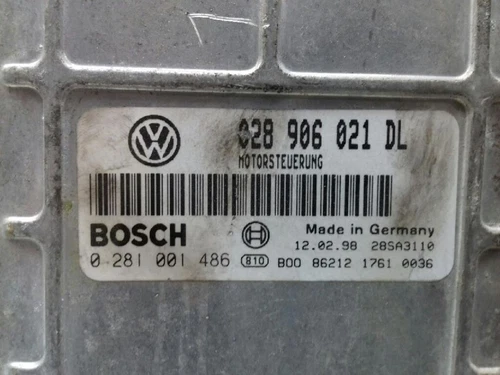 028 906 021 DL
MOTORSTEUERUNG
BOSCH
Made in Germany
12.02.98 28SA3110
0 281 001 486 810 B00 86212 1761 0036